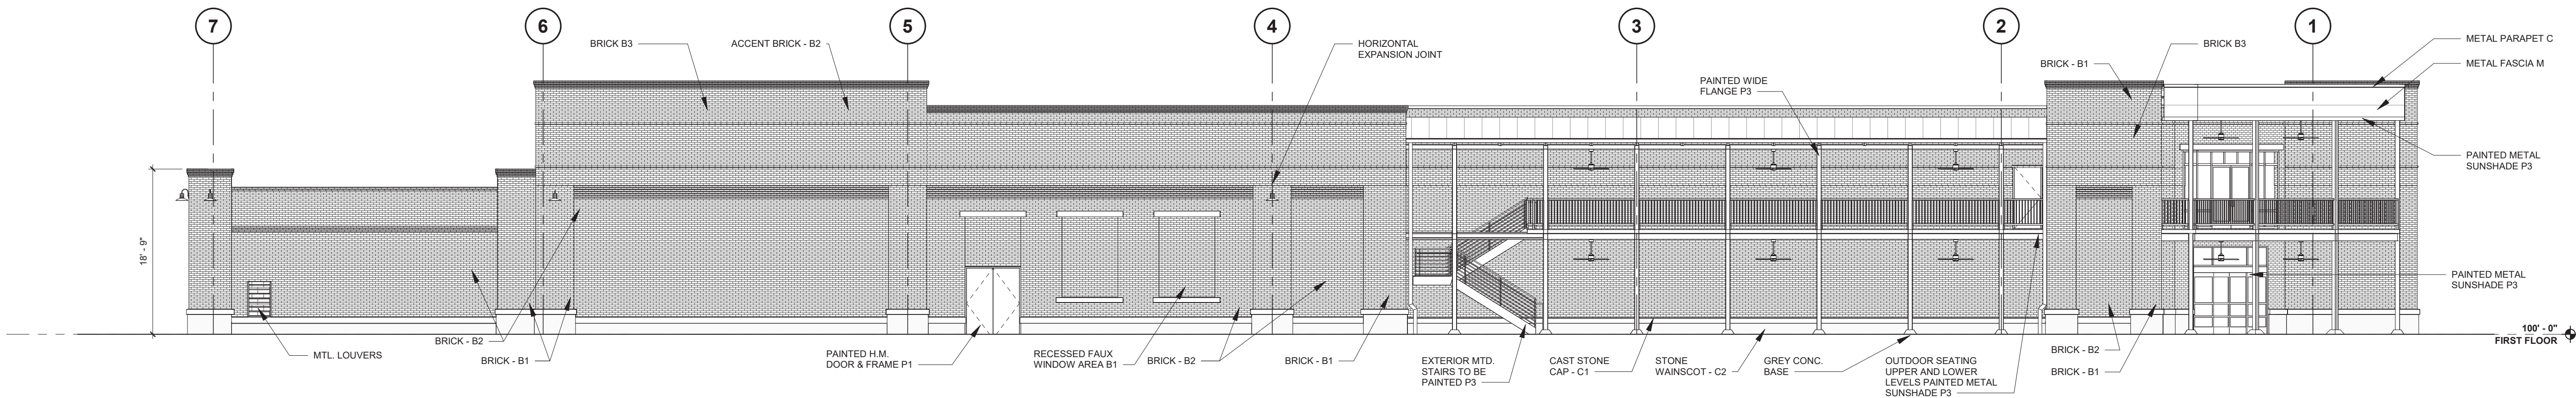 7
6
5
4
3
2
1
BRICK B3
ACCENT BRICK - B2
HORIZONTAL
EXPANSION JOINT
PAINTED WIDE
FLANGE P3
BRICK - B1
BRICK B3
METAL PARAPET C
METAL FASCIA M
PAINTED METAL
SUNSHADE P3
PAINTED METAL
SUNSHADE P3
18' - 9"
100' - 0"
FIRST FLOOR
MTL. LOUVERS
BRICK - B2
BRICK - B1
PAINTED H.M.
DOOR & FRAME P1
RECESSED FAUX
WINDOW AREA B1
BRICK - B2
BRICK - B1
EXTERIOR MTD.
STAIRS TO BE
PAINTED P3
CAST STONE
CAP - C1
STONE
WAINSCOT - C2
GREY CONC.
BASE
OUTDOOR SEATING
UPPER AND LOWER
LEVELS PAINTED METAL
SUNSHADE P3
BRICK - B2
BRICK - B1